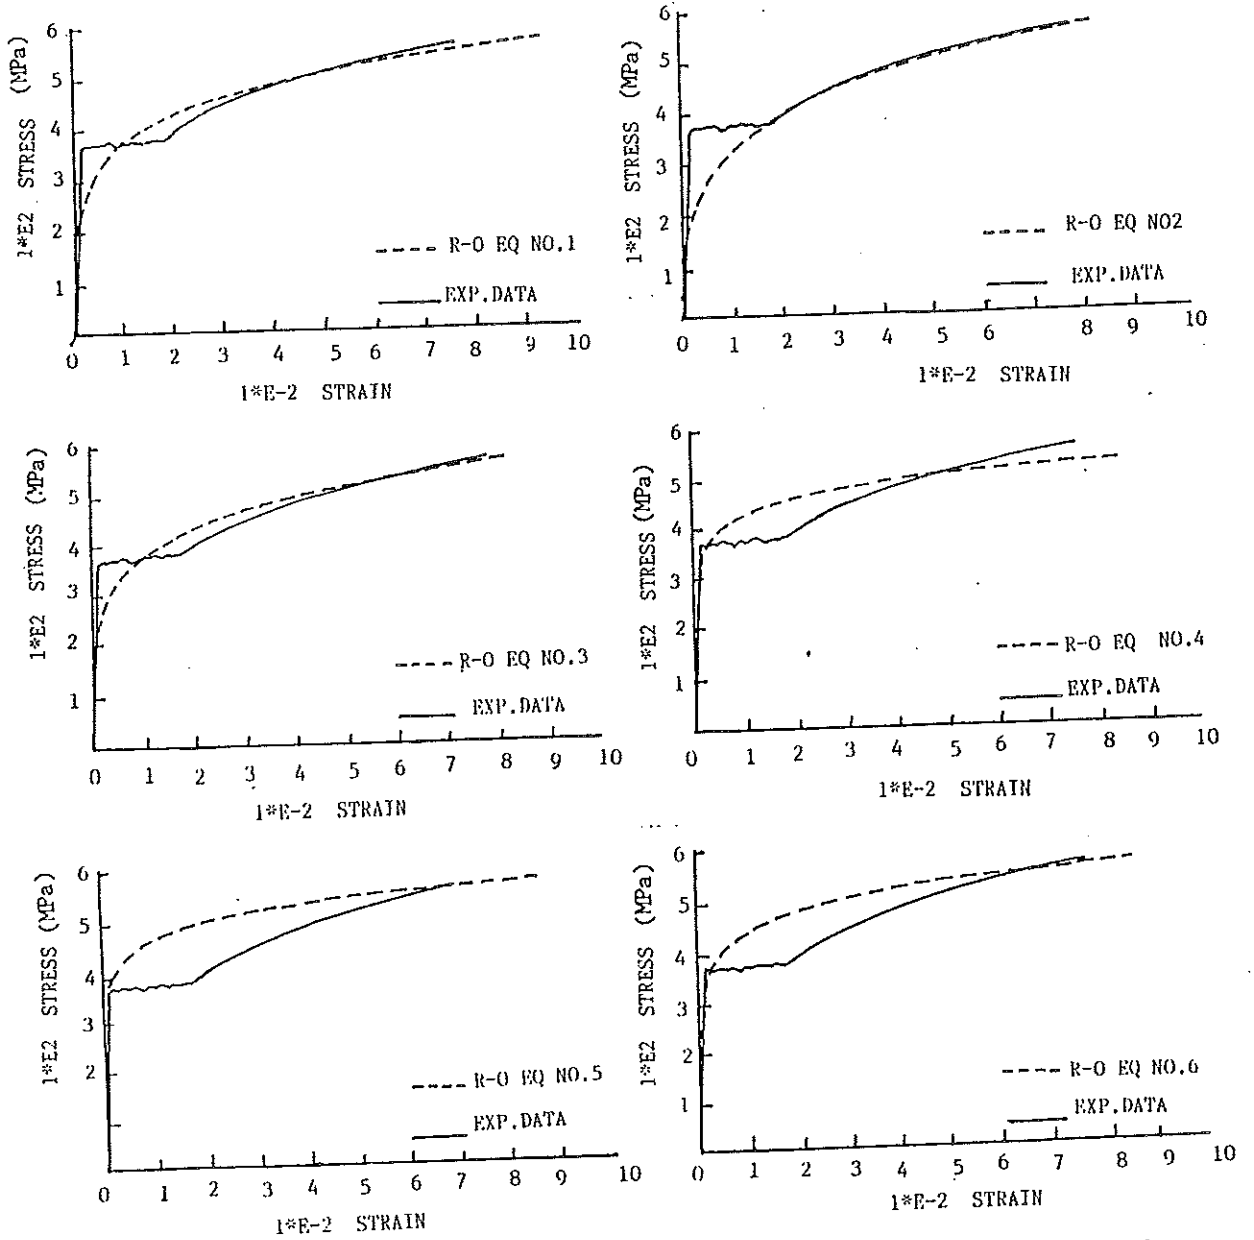 6
5
4
3
2
1
1*E2 STRESS (MPa)
R-O EQ NO.1
EXP.DATA
0 1 2 3 4 5 6 7 8 9 10
1*E-2 STRAIN
6
5
4
3
2
1
1*E2 STRESS (MPa)
R-O EQ NO2
EXP.DATA
0 1 2 3 4 5 6 7 8 9 10
1*E-2 STRAIN
6
5
4
3
2
1
1*E2 STRESS (MPa)
R-O EQ NO.3
EXP.DATA
0 1 2 3 4 5 6 7 8 9 10
1*E-2 STRAIN
6
5
4
3
2
1
1*E2 STRESS (MPa)
R-O EQ NO.4
EXP.DATA
0 1 2 3 4 5 6 7 8 9 10
1*E-2 STRAIN
6
5
4
3
2
1*E2 STRESS (MPa)
R-O EQ NO.5
EXP.DATA
0 1 2 3 4 5 6 7 8 9 10
1*E-2 STRAIN
6
5
4
3
2
1
1*E2 STRESS (MPa)
R-O EQ NO.6
EXP.DATA
0 1 2 3 4 5 6 7 8 9 10
1*E-2 STRAIN